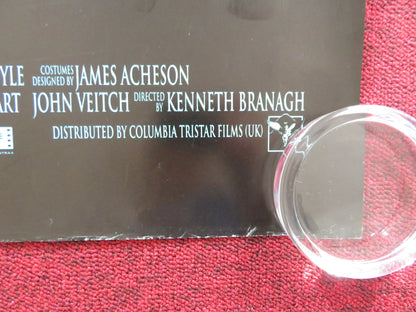 YLE COSTUMES DESIGNED BY JAMES ACHESON
ART JOHN VEITCH DIRECTED BY KENNETH BRANAGH
DISTRIBUTED BY COLUMBIA TRISTAR FILMS (UK)